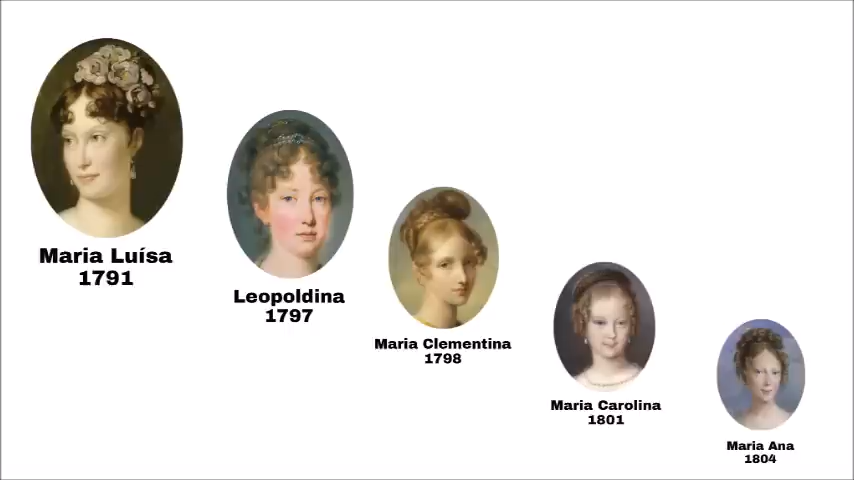 Maria Luísa
1791
Leopoldina
1797
Maria Clementina
1798
Maria Carolina
1801
Maria Ana
1804